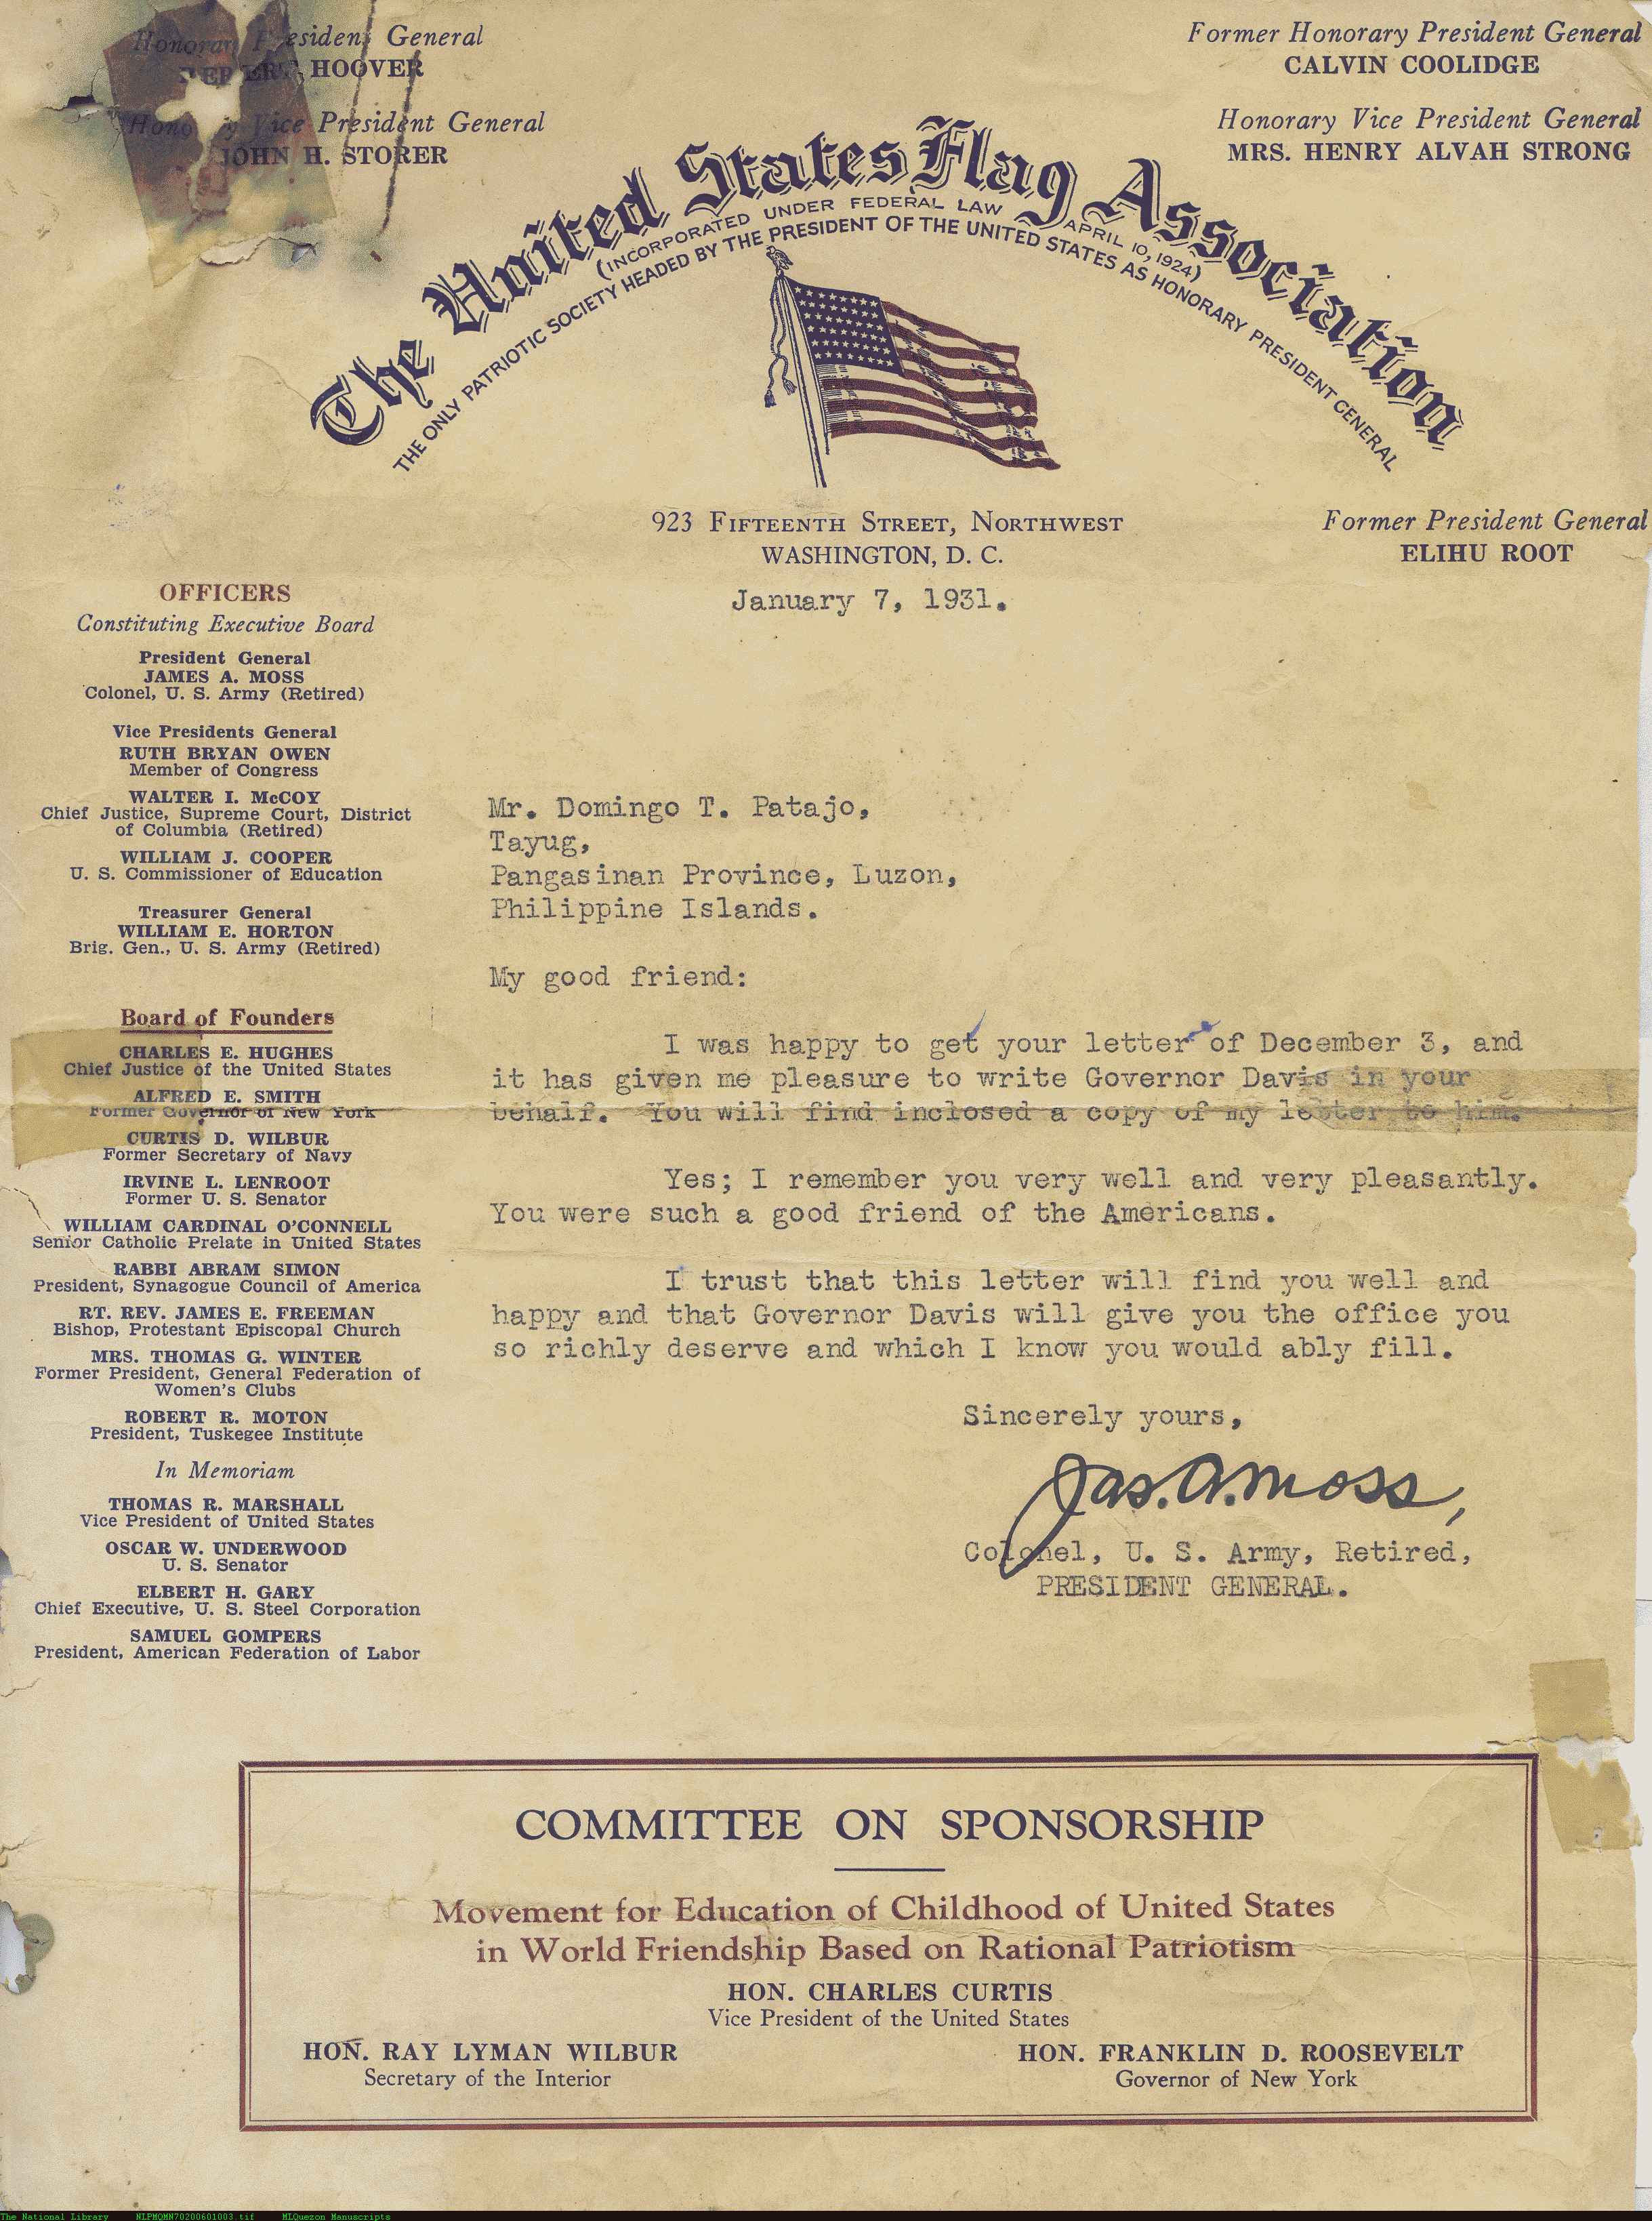 Honorary President General
HERBERT HOOVER
Honorary Vice President General
JOHN H. STORER
Former Honorary President General
CALVIN COOLIDGE
Honorary Vice President General
MRS. HENRY ALVAH STRONG
The United States Flag Association
(INCORPORATED UNDER FEDERAL LAW APRIL 10, 1924)
THE ONLY PATRIOTIC SOCIETY HEADED BY THE PRESIDENT OF THE UNITED STATES AS HONORARY PRESIDENT GENERAL
923 FIFTEENTH STREET, NORTHWEST
WASHINGTON, D. C.
Former President General
ELIHU ROOT
January 7, 1931.
OFFICERS
Constituting Executive Board
President General
JAMES A. MOSS
Colonel, U. S. Army (Retired)
Vice Presidents General
RUTH BRYAN OWEN
Member of Congress
WALTER I. McCOY
Chief Justice, Supreme Court, District
of Columbia (Retired)
WILLIAM J. COOPER
U. S. Commissioner of Education
Treasurer General
WILLIAM E. HORTON
Brig. Gen., U. S. Army (Retired)
Board of Founders
CHARLES E. HUGHES
Chief Justice of the United States
ALFRED E. SMITH
Former Governor of New York
CURTIS D. WILBUR
Former Secretary of Navy
IRVINE L. LENROOT
Former U. S. Senator
WILLIAM CARDINAL O'CONNELL
Senior Catholic Prelate in United States
RABBI ABRAM SIMON
President, Synagogue Council of America
RT. REV. JAMES E. FREEMAN
Bishop, Protestant Episcopal Church
MRS. THOMAS G. WINTER
Former President, General Federation of
Women's Clubs
ROBERT R. MOTON
President, Tuskegee Institute
In Memoriam
THOMAS R. MARSHALL
Vice President of United States
OSCAR W. UNDERWOOD
U. S. Senator
ELBERT H. GARY
Chief Executive, U. S. Steel Corporation
SAMUEL GOMPERS
President, American Federation of Labor
Mr. Domingo T. Patajo,
Tayug,
Pangasinan Province, Luzon,
Philippine Islands.
My good friend:
I was happy to get your letter of December 3, and
it has given me pleasure to write Governor Davis in your
behalf. You will find inclosed a copy of my letter to him.
Yes; I remember you very well and very pleasantly.
You were such a good friend of the Americans.
I trust that this letter will find you well and
happy and that Governor Davis will give you the office you
so richly deserve and which I know you would ably fill.
Sincerely yours,
Jas. A. Moss,
Colonel, U. S. Army, Retired,
PRESIDENT GENERAL.
COMMITTEE ON SPONSORSHIP
Movement for Education of Childhood of United States
in World Friendship Based on Rational Patriotism
HON. CHARLES CURTIS
Vice President of the United States
HON. RAY LYMAN WILBUR
Secretary of the Interior
HON. FRANKLIN D. ROOSEVELT
Governor of New York
The National Library NLPMQMN70200601003.tif MLQuezon Manuscripts